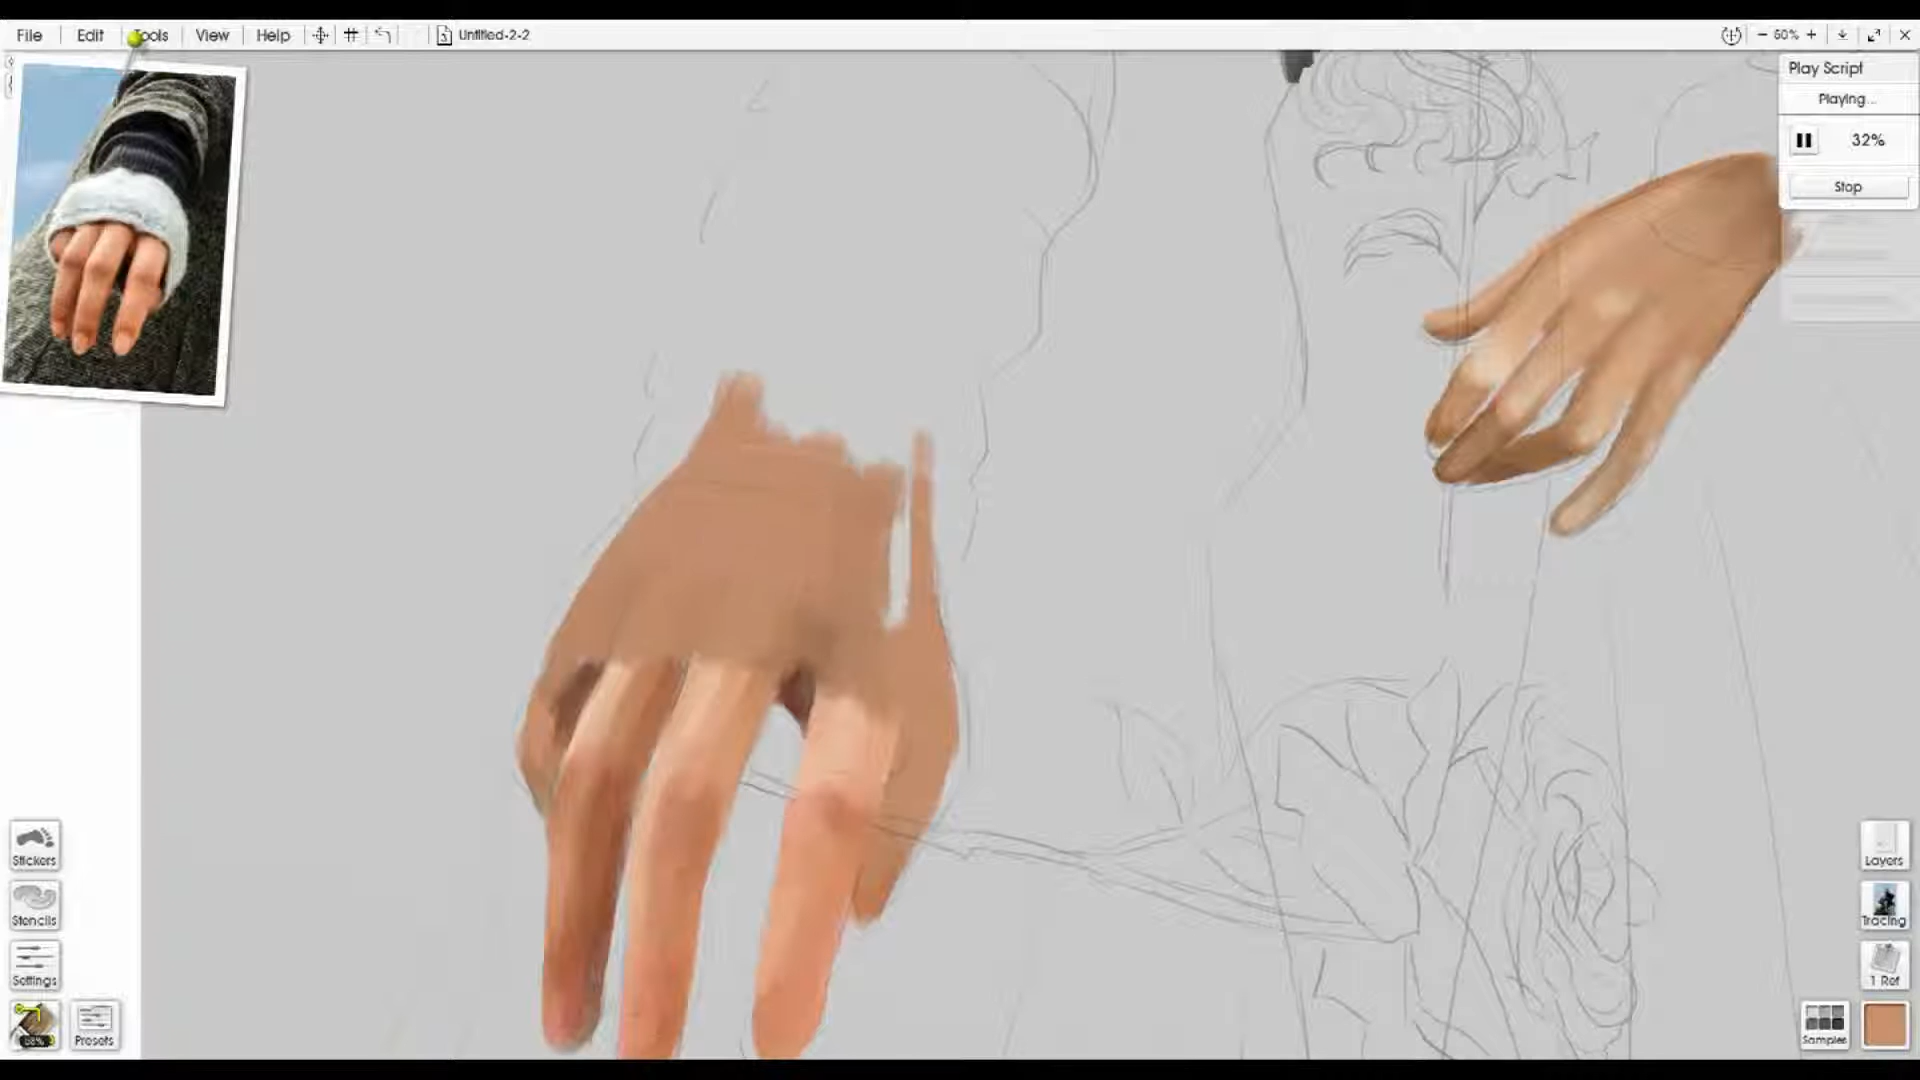 File Edit Tools View Help Untitled-2-2 60%
Play Script
Playing...
32%
Stop
Stickers
Stencils
Settings
Presets
Layers
Tracing
1 Ref
Samples